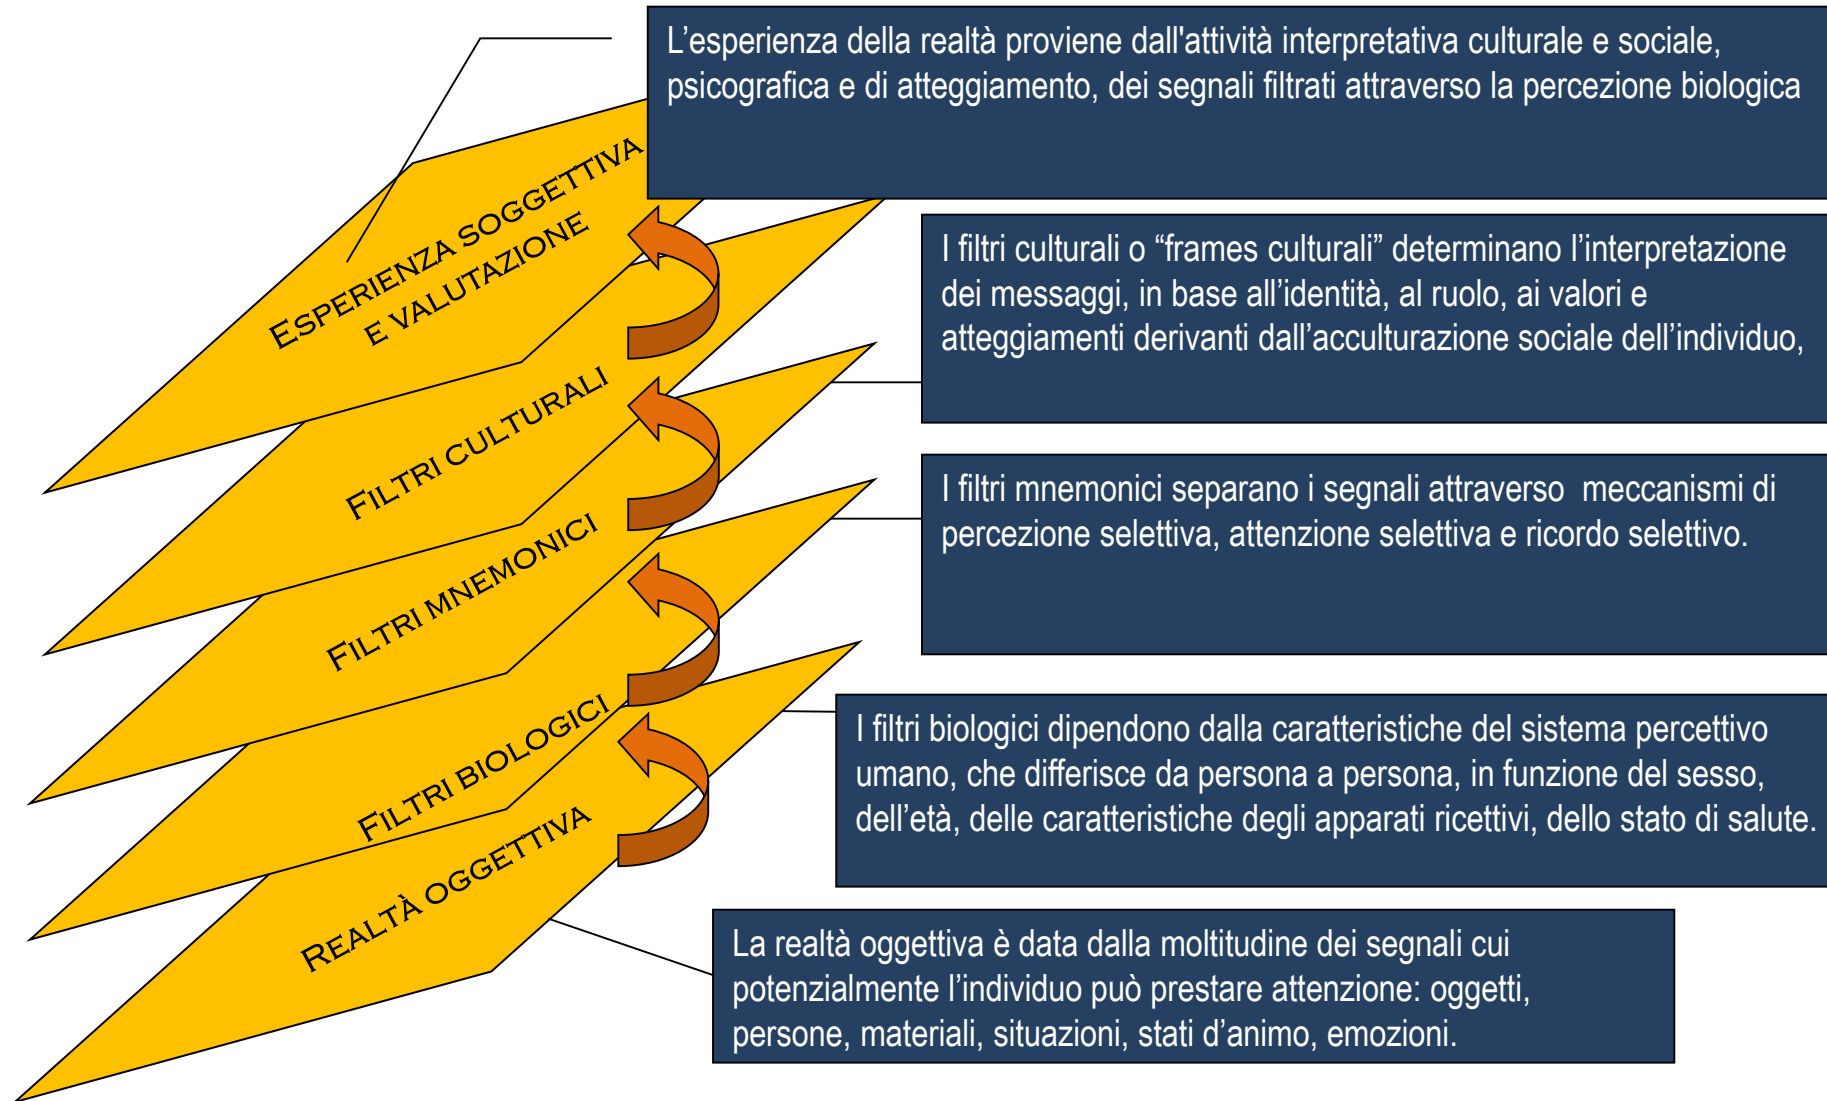 L’esperienza della realtà proviene dall'attività interpretativa culturale e sociale,
psicografica e di atteggiamento, dei segnali filtrati attraverso la percezione biologica
Esperienza soggettiva
e valutazione
I filtri culturali o “frames culturali” determinano l’interpretazione
dei messaggi, in base all’identità, al ruolo, ai valori e
atteggiamenti derivanti dall’acculturazione sociale dell’individuo,
Filtri culturali
I filtri mnemonici separano i segnali attraverso  meccanismi di
percezione selettiva, attenzione selettiva e ricordo selettivo.
Filtri mnemonici
I filtri biologici dipendono dalla caratteristiche del sistema percettivo
umano, che differisce da persona a persona, in funzione del sesso,
dell’età, delle caratteristiche degli apparati ricettivi, dello stato di salute.
Filtri biologici
Realtà oggettiva
La realtà oggettiva è data dalla moltitudine dei segnali cui
potenzialmente l’individuo può prestare attenzione: oggetti,
persone, materiali, situazioni, stati d’animo, emozioni.